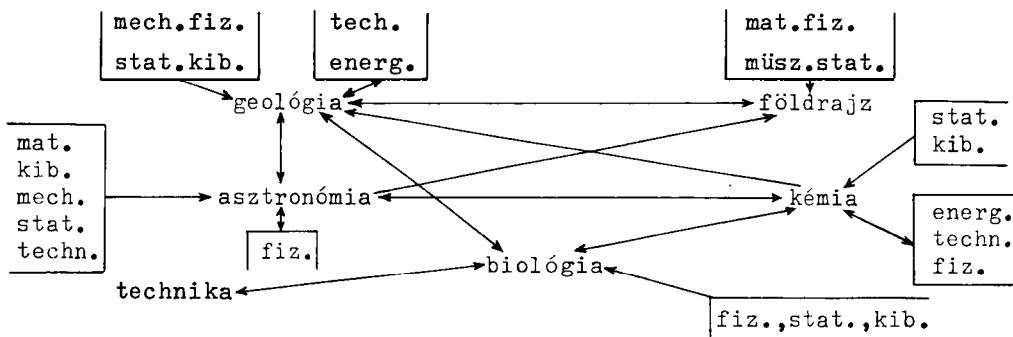 mech.fiz.
stat.kib.
tech.
energ.
mat.fiz.
müsz.stat.
geológia
földrajz
stat.
kib.
mat.
kib.
mech.
stat.
techn.
asztronómia
kémia
energ.
techn.
fiz.
fiz.
biológia
technika
fiz.,stat.,kib.